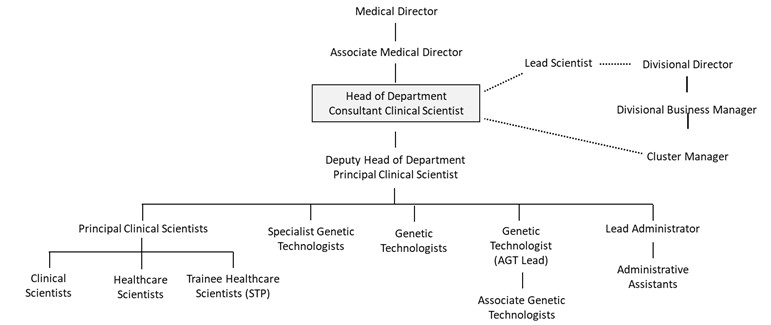 Medical Director
Associate Medical Director
Lead Scientist
Divisional Director
Head of Department
Consultant Clinical Scientist
Divisional Business Manager
Deputy Head of Department
Principal Clinical Scientist
Cluster Manager
Principal Clinical Scientists
Specialist Genetic
Technologists
Genetic
Technologists
Genetic
Technologist
(AGT Lead)
Lead Administrator
Clinical
Scientists
Healthcare
Scientists
Trainee Healthcare
Scientists (STP)
Associate Genetic
Technologists
Administrative
Assistants